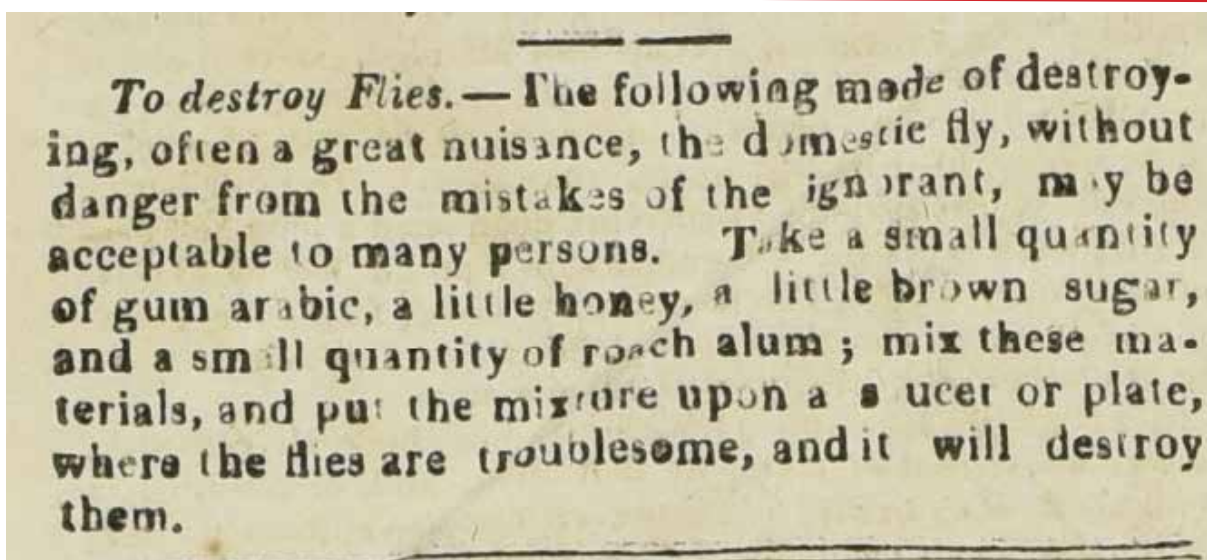 To destroy Flies.— The following mode of destroy-
ing, often a great nuisance, the domestic fly, without
danger from the mistakes of the ignorant, may be
acceptable to many persons. Take a small quantity
of gum arabic, a little honey, a little brown sugar,
and a small quantity of roach alum ; mix these ma-
terials, and put the mixture upon a saucer or plate,
where the flies are troublesome, and it will destroy
them.